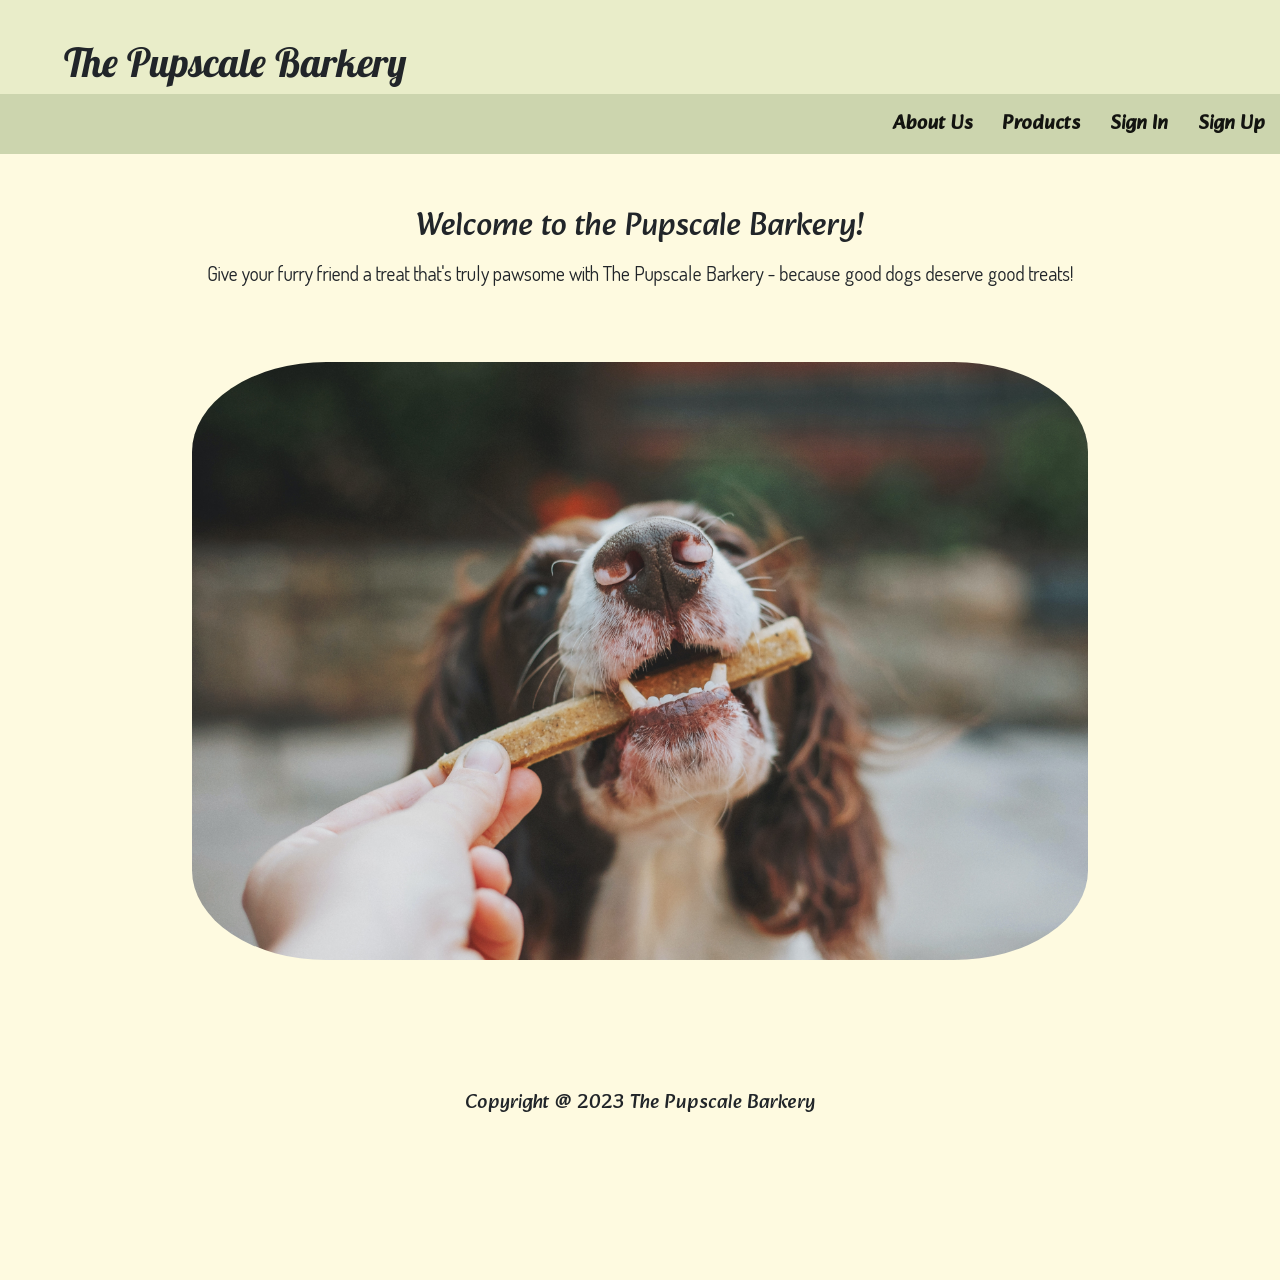 The Pupscale Barkery
About Us Products Sign In Sign Up
Welcome to the Pupscale Barkery!
Give your furry friend a treat that's truly pawsome with The Pupscale Barkery - because good dogs deserve good treats!
Copyright @ 2023 The Pupscale Barkery